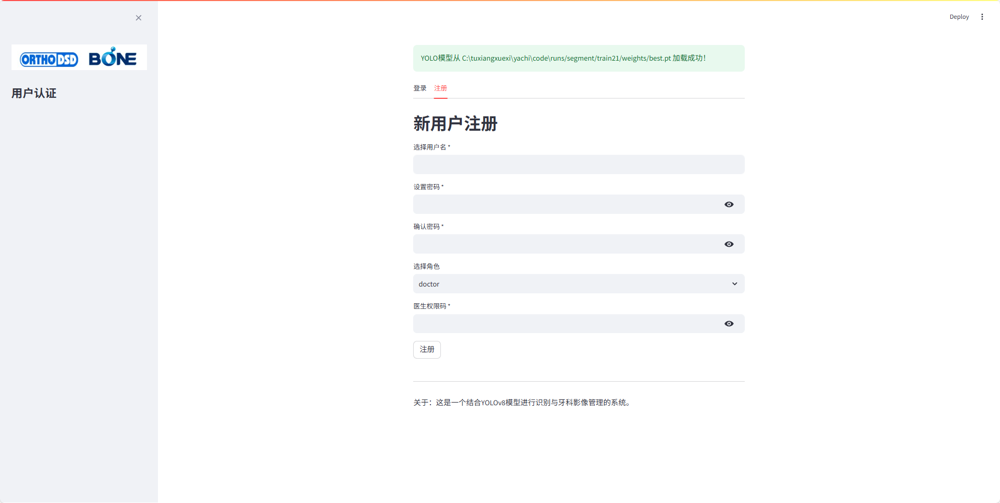 Deploy
ORTHODSD BONE
用户认证
YOLO模型从 C:\tuxiangxuexi\yachi\code\runs/segment/train21/weights/best.pt 加载成功！
登录 注册
新用户注册
选择用户名 *
设置密码 *
确认密码 *
选择角色
doctor
医生权限码 *
注册
关于：这是一个结合YOLOv8模型进行识别与牙科影像管理的系统。